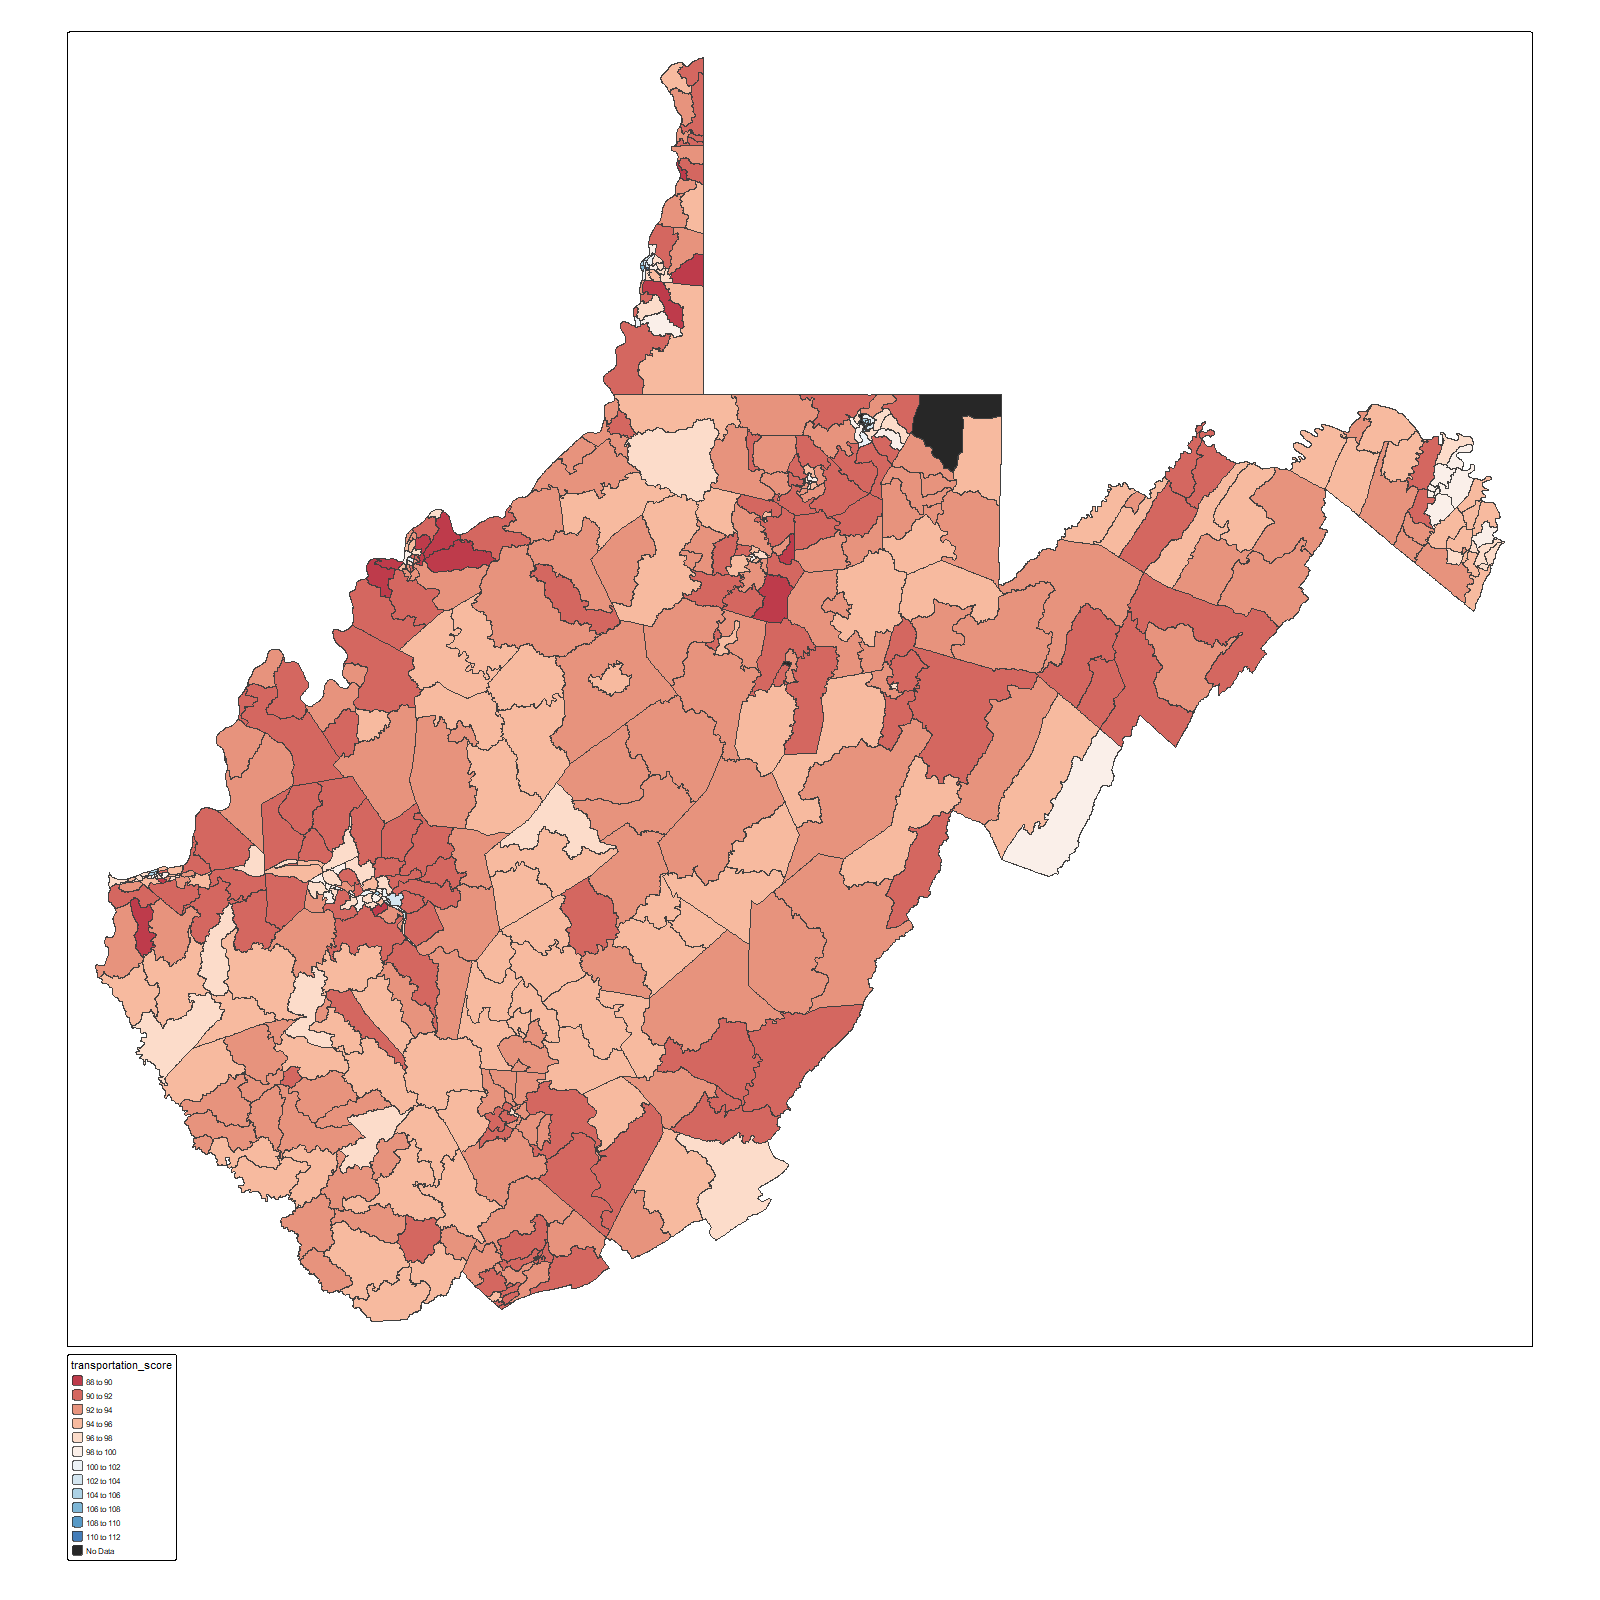 transportation_score
88 to 90
90 to 92
92 to 94
94 to 96
96 to 98
98 to 100
100 to 102
102 to 104
104 to 106
106 to 108
108 to 110
110 to 112
No Data